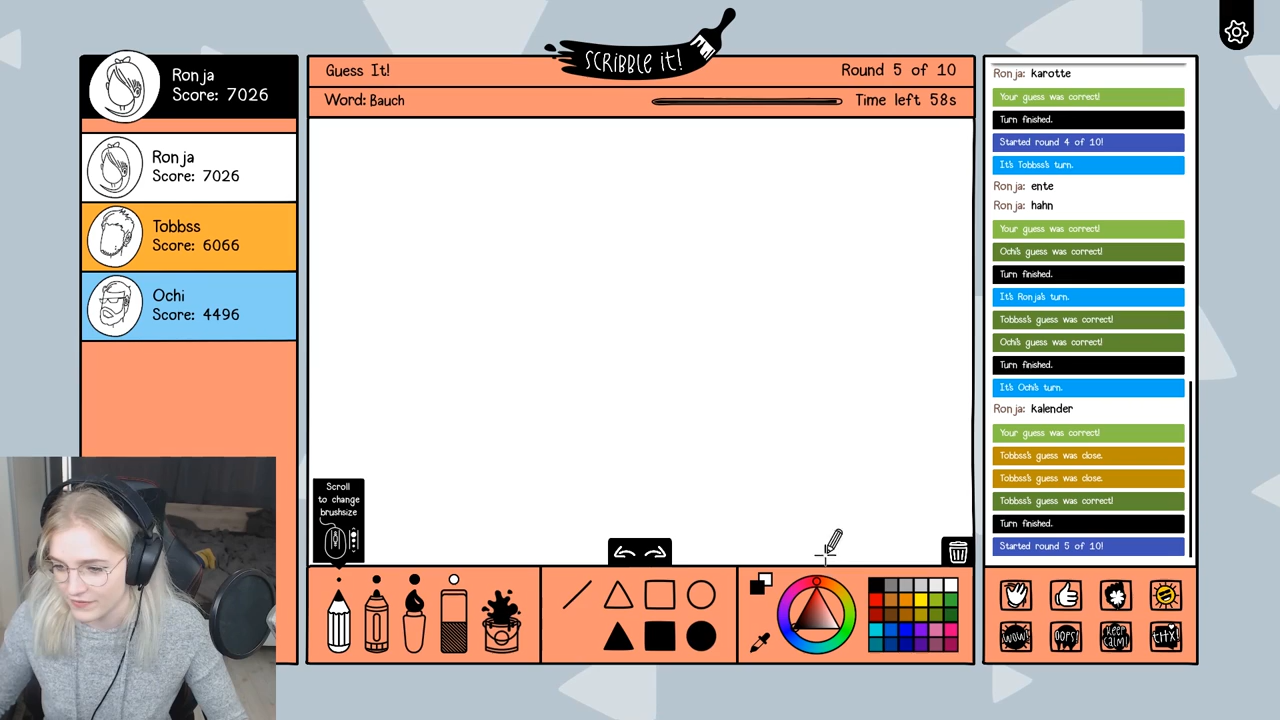 SCRiBBLE iT!
Guess It!
Round 5 of 10
Word: Bauch
Time left 58s
Ronja
Score: 7026
Ronja
Score: 7026
Tobbss
Score: 6066
Ochi
Score: 4496
Scroll
to change
brushsize
Ronja: karotte
Your guess was correct!
Turn finished.
Started round 4 of 10!
It's Tobbss's turn.
Ronja: ente
Ronja: hahn
Your guess was correct!
Ochi's guess was correct!
Turn finished.
It's Ronja's turn.
Tobbss's guess was correct!
Ochi's guess was correct!
Turn finished.
It's Ochi's turn.
Ronja: kalender
Your guess was correct!
Tobbss's guess was close.
Tobbss's guess was close.
Tobbss's guess was correct!
Turn finished.
Started round 5 of 10!
WOW!
OOPS!
KEEP
CALM!
THX!